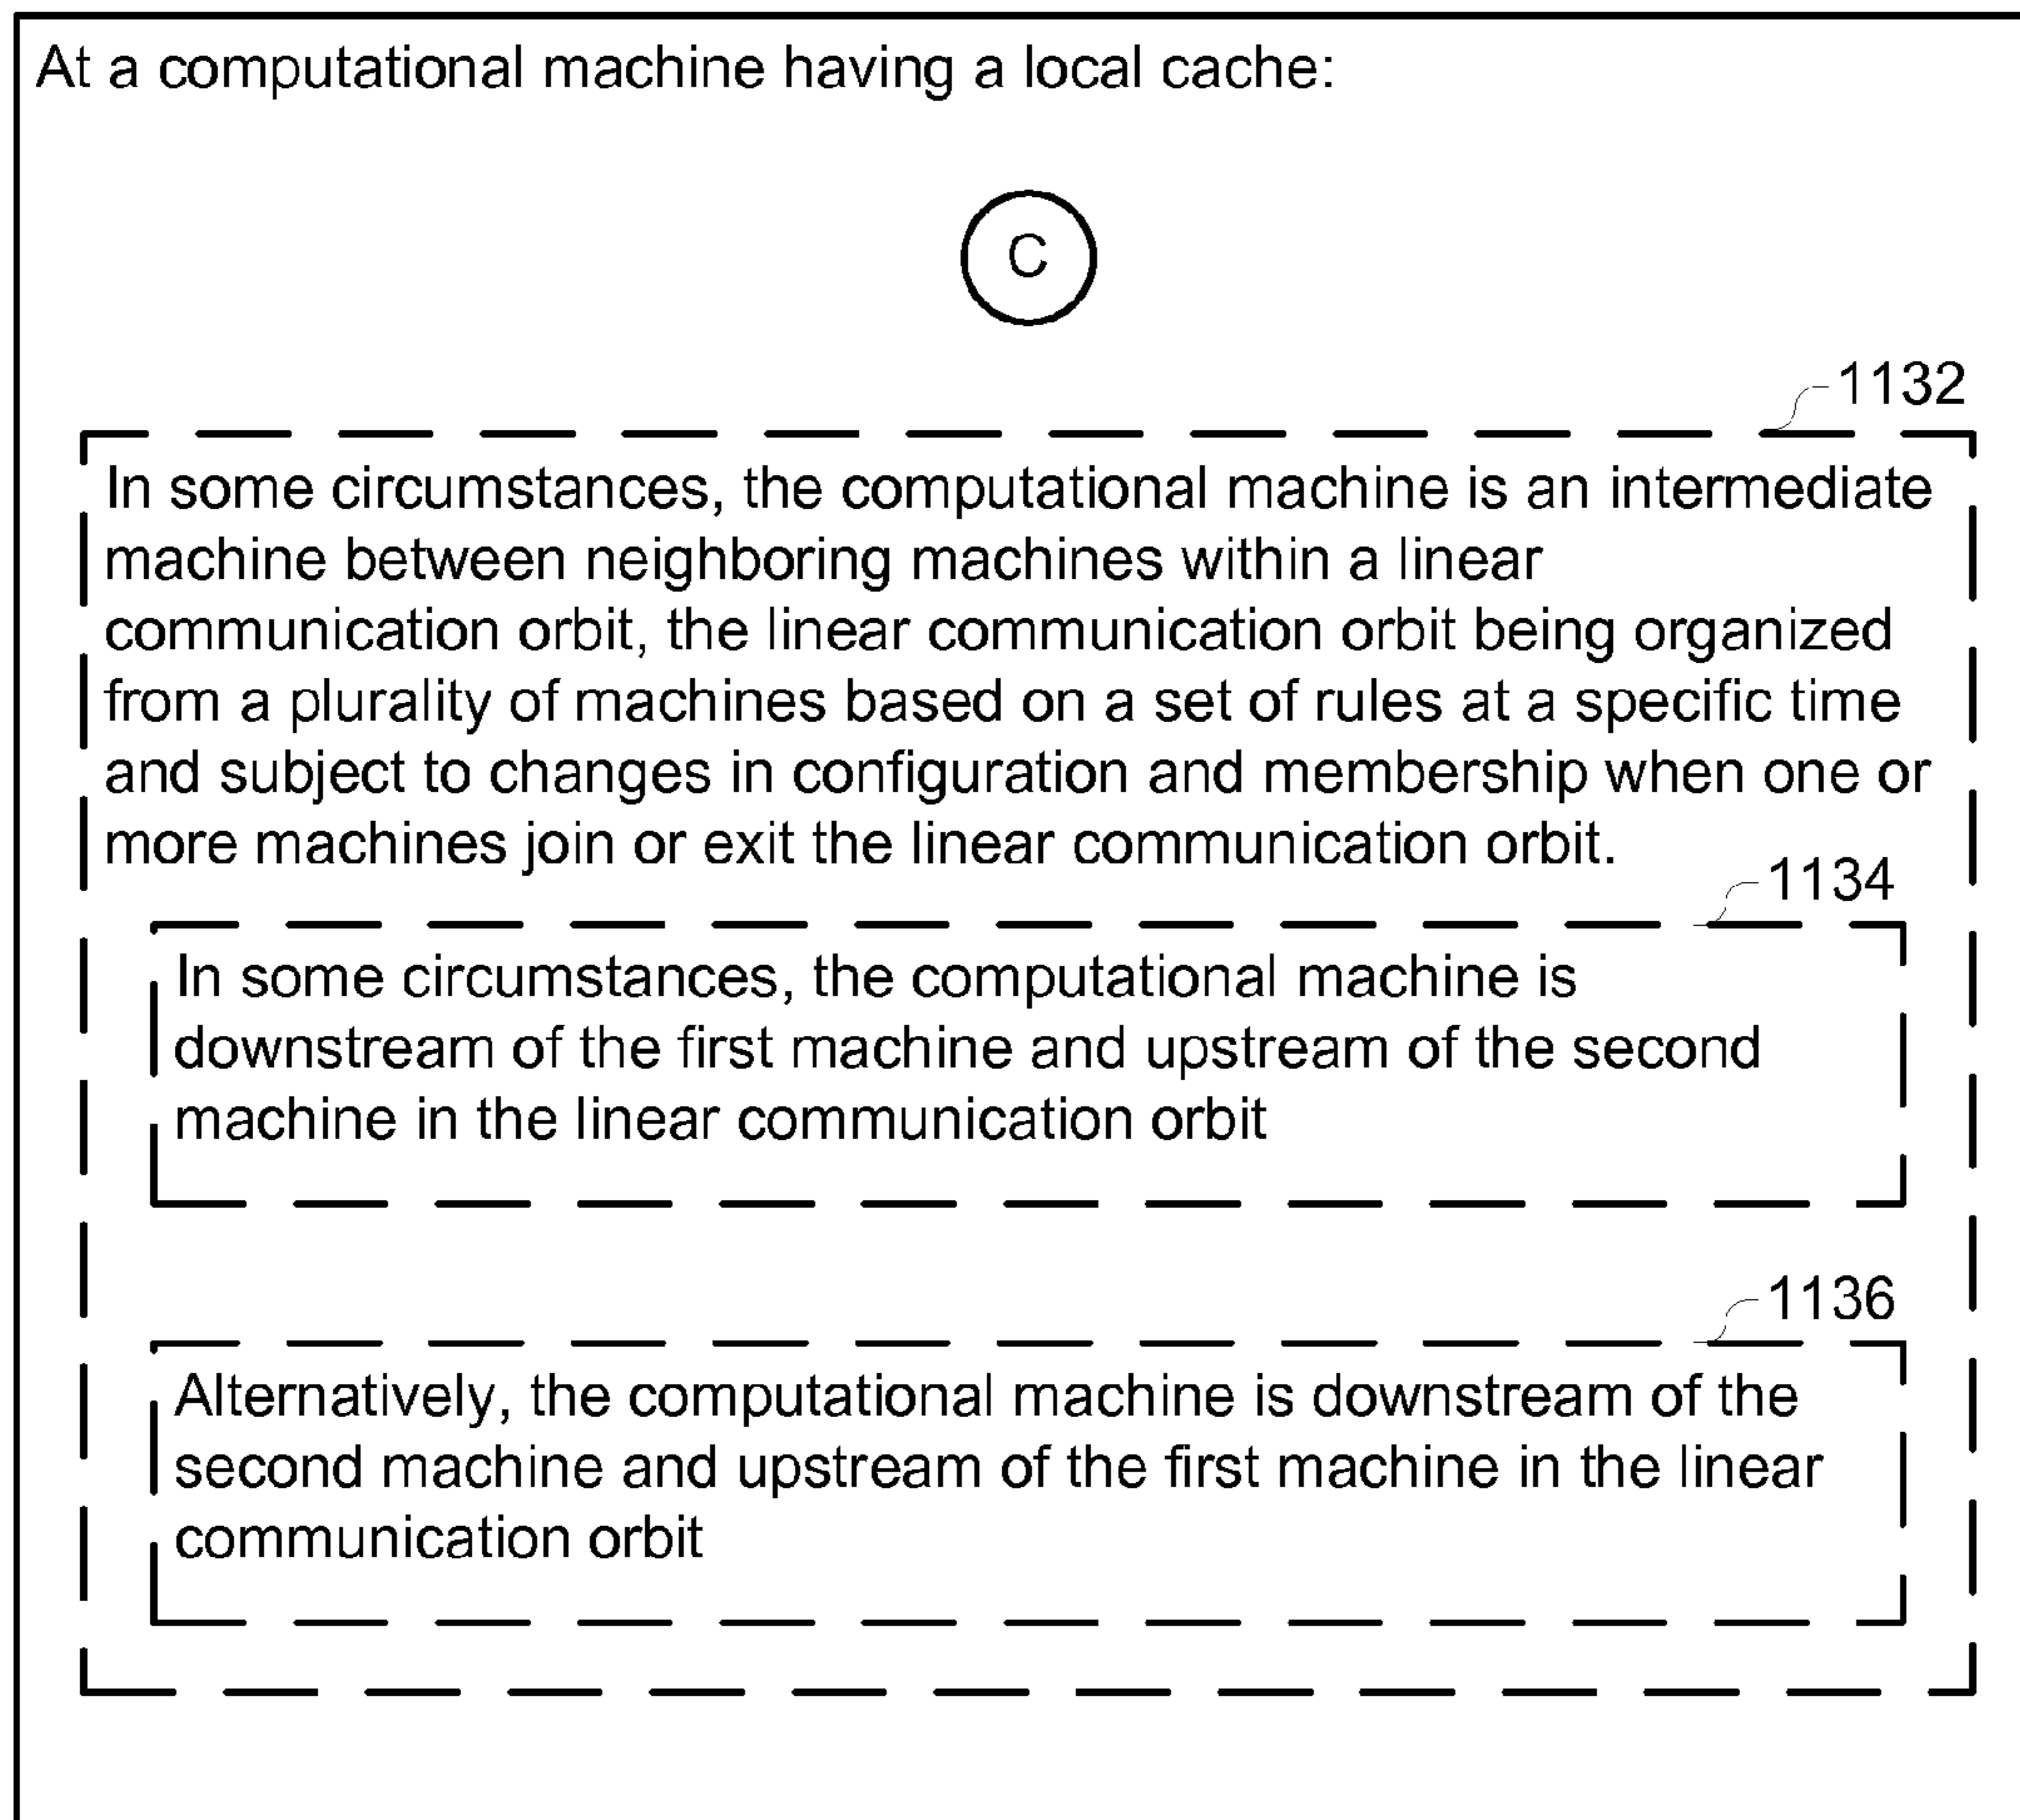 At a computational machine having a local cache:
C
1132
In some circumstances, the computational machine is an intermediate
machine between neighboring machines within a linear
communication orbit, the linear communication orbit being organized
from a plurality of machines based on a set of rules at a specific time
and subject to changes in configuration and membership when one or
more machines join or exit the linear communication orbit.
1134
In some circumstances, the computational machine is
downstream of the first machine and upstream of the second
machine in the linear communication orbit
1136
Alternatively, the computational machine is downstream of the
second machine and upstream of the first machine in the linear
communication orbit